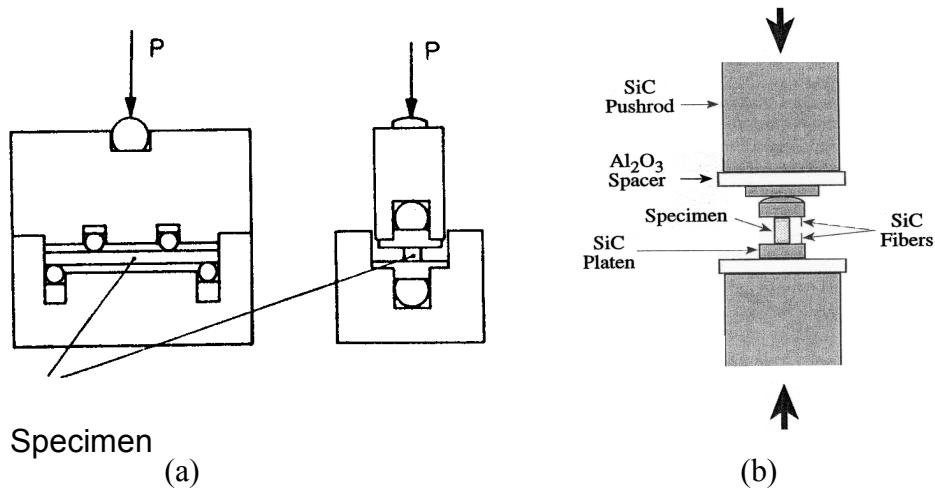 P
P
Specimen
(a)
SiC
Pushrod
Al₂O₃
Spacer
Specimen
SiC
Platen
SiC
Fibers
(b)